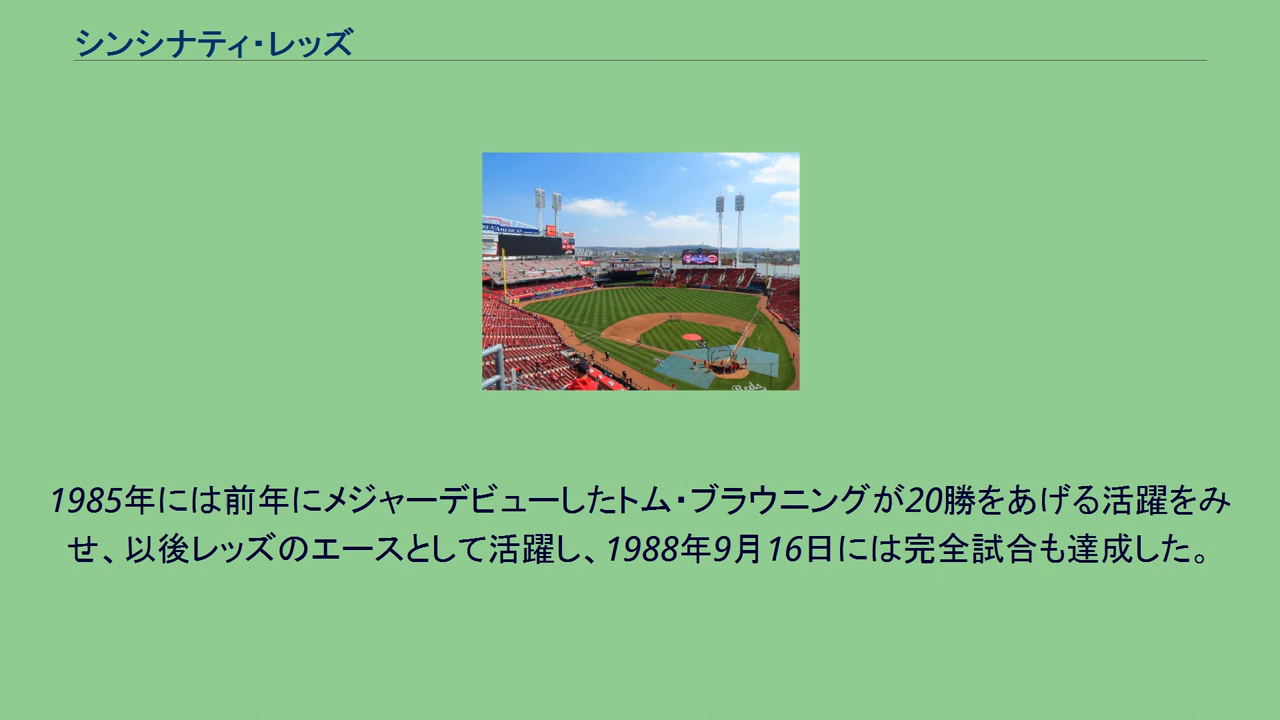 シンシナティ・レッズ
Reds
1985年には前年にメジャーデビューしたトム・ブラウニングが20勝をあげる活躍をみ
せ、以後レッズのエースとして活躍し、1988年9月16日には完全試合も達成した。